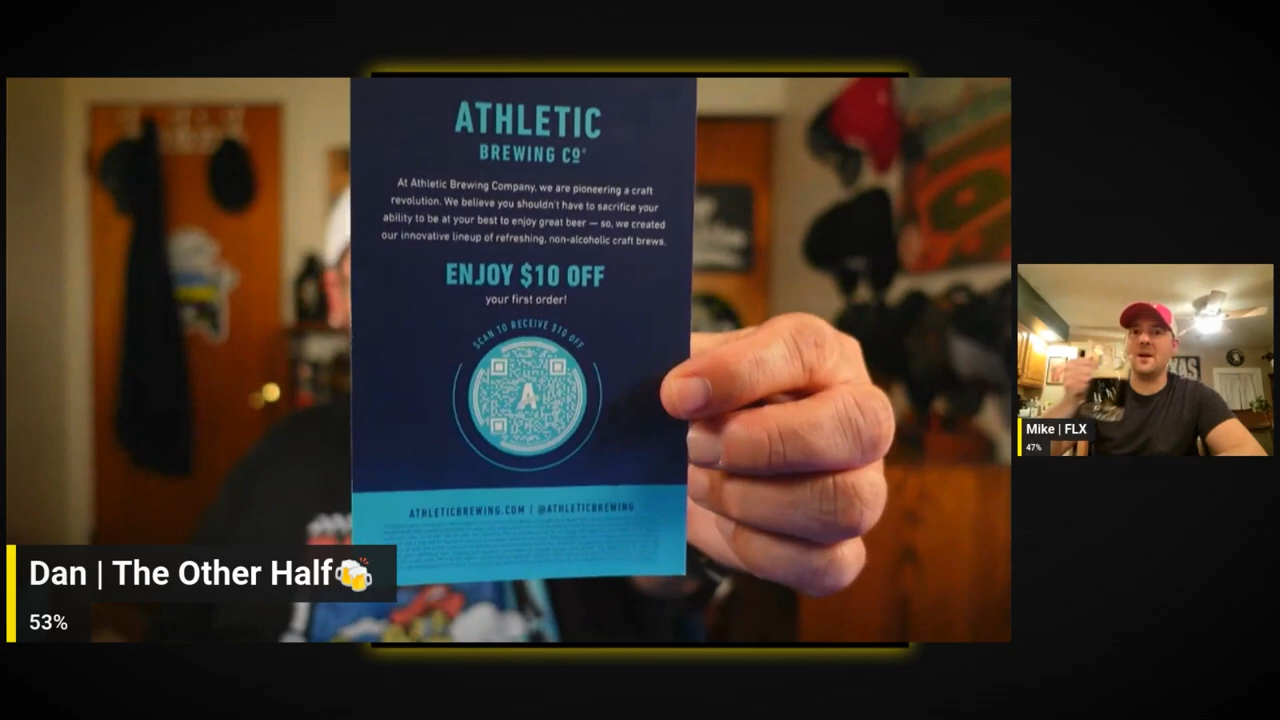 ATHLETIC
BREWING Cº®
At Athletic Brewing Company, we are pioneering a craft
revolution. We believe you shouldn't have to sacrifice your
ability to be at your best to enjoy great beer — so, we created
our innovative lineup of refreshing, non-alcoholic craft brews.
ENJOY $10 OFF
your first order!
SCAN TO RECEIVE $10 OFF
A
ATHLETICBREWING.COM | @ATHLETICBREWING
Dan | The Other Half🍻
53%
XAS
Mike | FLX
47%